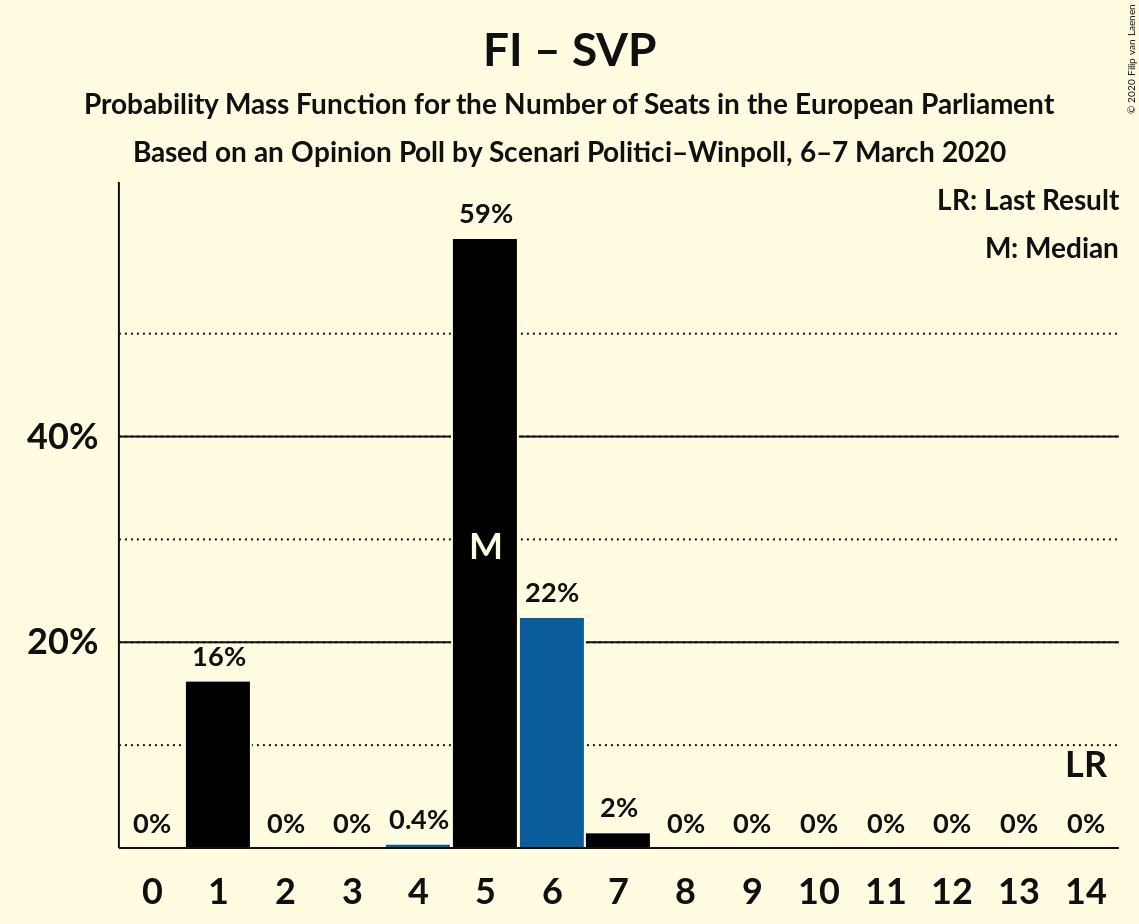 FI – SVP
Probability Mass Function for the Number of Seats in the European Parliament
Based on an Opinion Poll by Scenari Politici–Winpoll, 6–7 March 2020
© 2020 Filip van Laenen
LR: Last Result
M: Median
59%
40%
M
22%
20%
16%
LR
0% 0% 0% 0.4% 2% 0% 0% 0% 0% 0% 0% 0%
0 1 2 3 4 5 6 7 8 9 10 11 12 13 14